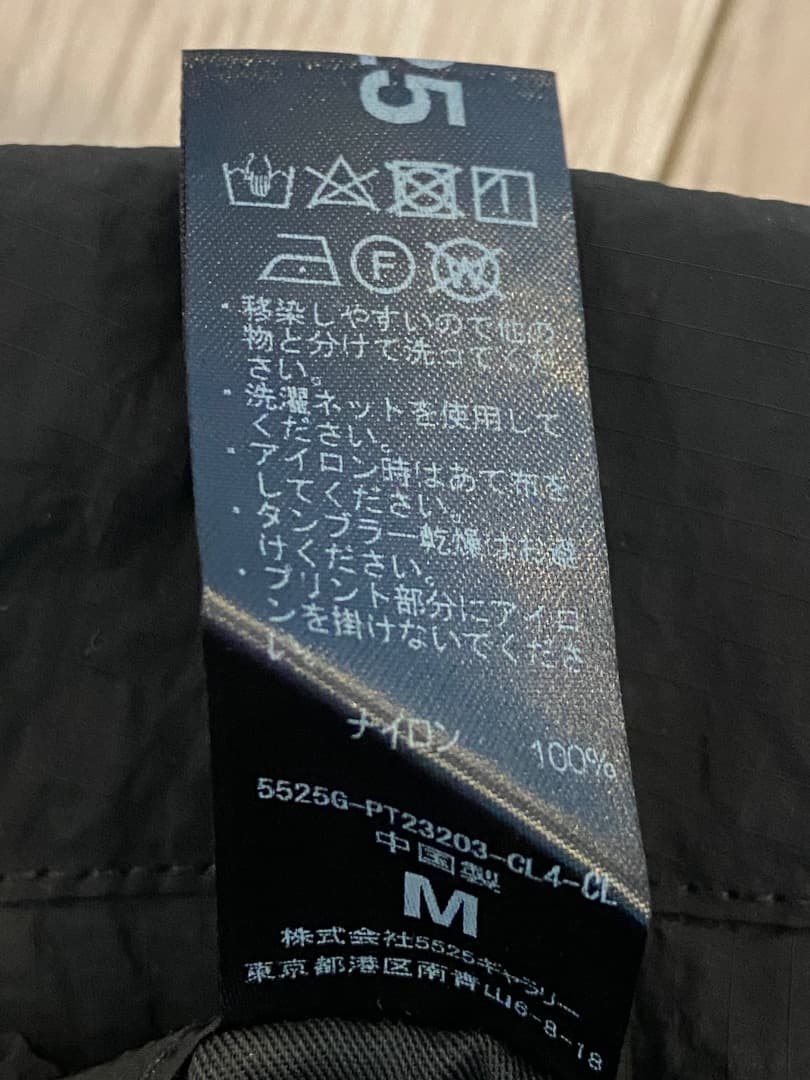 25
F
W
・移染しやすいので他の
物と分けて洗ってくだ
さい。
・洗濯ネットを使用して
ください。
・アイロン時はあて布を
してください。
・タンブラー乾燥はお避
けください。
・プリント部分にアイロ
ンを掛けないでくださ
い。
ナイロン 100%
5525G-PT23203-CL4-CL
中国製
M
株式会社5525ギャラリー
東京都港区南青山6-8-18